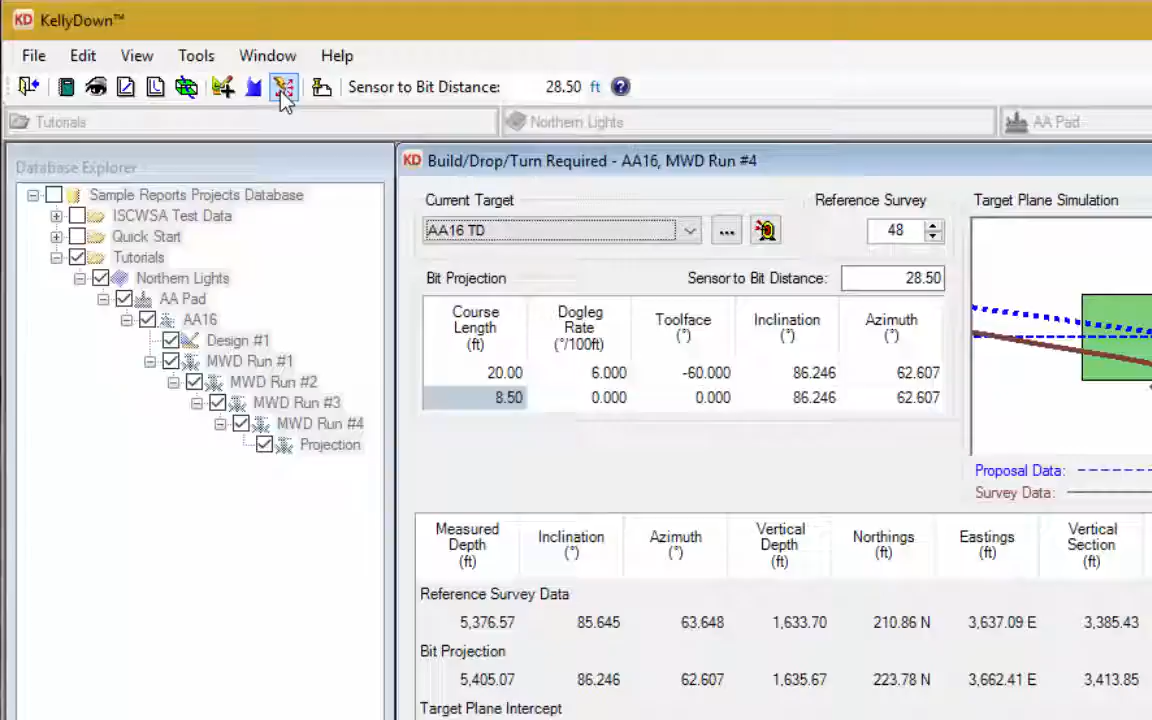 KD KellyDown™
File Edit View Tools Window Help
Sensor to Bit Distance: 28.50 ft ?
Tutorials Northern Lights AA Pad
Database Explorer
Sample Reports Projects Database
ISCWSA Test Data
Quick Start
Tutorials
Northern Lights
AA Pad
AA16
Design #1
MWD Run #1
MWD Run #2
MWD Run #3
MWD Run #4
Projection
KD Build/Drop/Turn Required - AA16, MWD Run #4
Current Target Reference Survey Target Plane Simulation
AA16 TD ... 48
Bit Projection Sensor to Bit Distance: 28.50
Course Length (ft) Dogleg Rate (°/100ft) Toolface (°) Inclination (°) Azimuth (°)
20.00 6.000 -60.000 86.246 62.607
8.50 0.000 0.000 86.246 62.607
Proposal Data:
Survey Data:
Measured Depth (ft) Inclination (°) Azimuth (°) Vertical Depth (ft) Northings (ft) Eastings (ft) Vertical Section (ft)
Reference Survey Data
5,376.57 85.645 63.648 1,633.70 210.86 N 3,637.09 E 3,385.43
Bit Projection
5,405.07 86.246 62.607 1,635.67 223.78 N 3,662.41 E 3,413.85
Target Plane Intercept